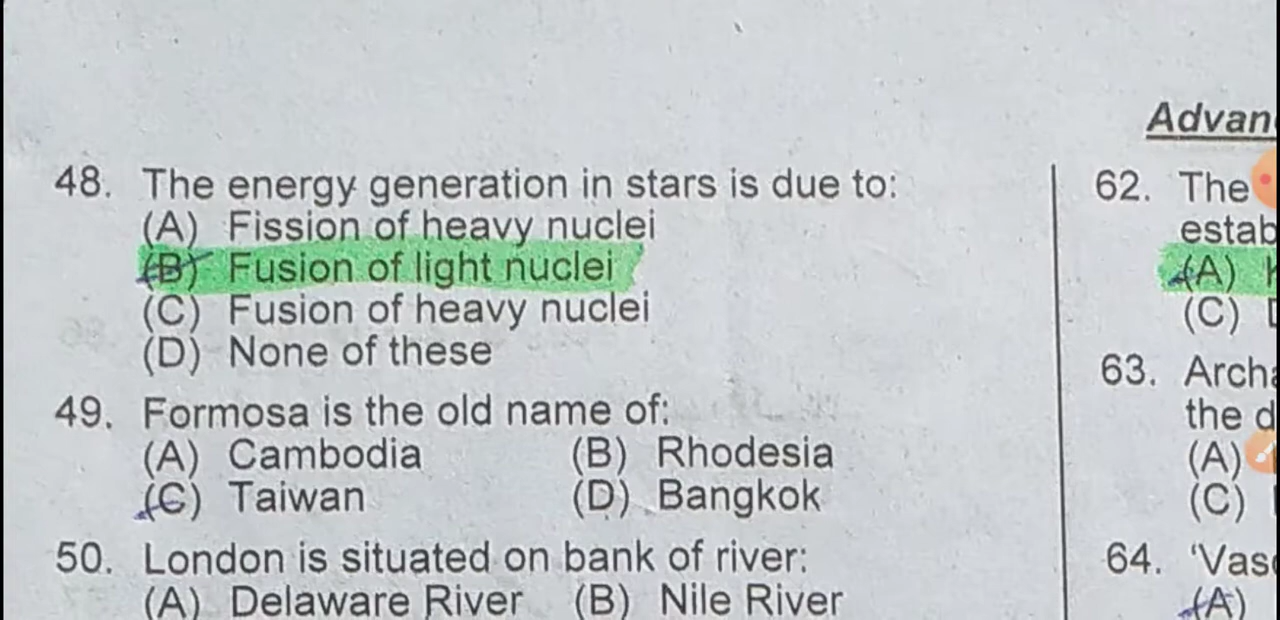 48. The energy generation in stars is due to:
(A) Fission of heavy nuclei
(B) Fusion of light nuclei
(C) Fusion of heavy nuclei
(D) None of these
49. Formosa is the old name of:
(A) Cambodia (B) Rhodesia
(C) Taiwan (D) Bangkok
50. London is situated on bank of river:
(A) Delaware River (B) Nile River
Advan
62. The
estab
(A)
(C)
63. Archa
the d
(A)
(C)
64. 'Vas
(A)